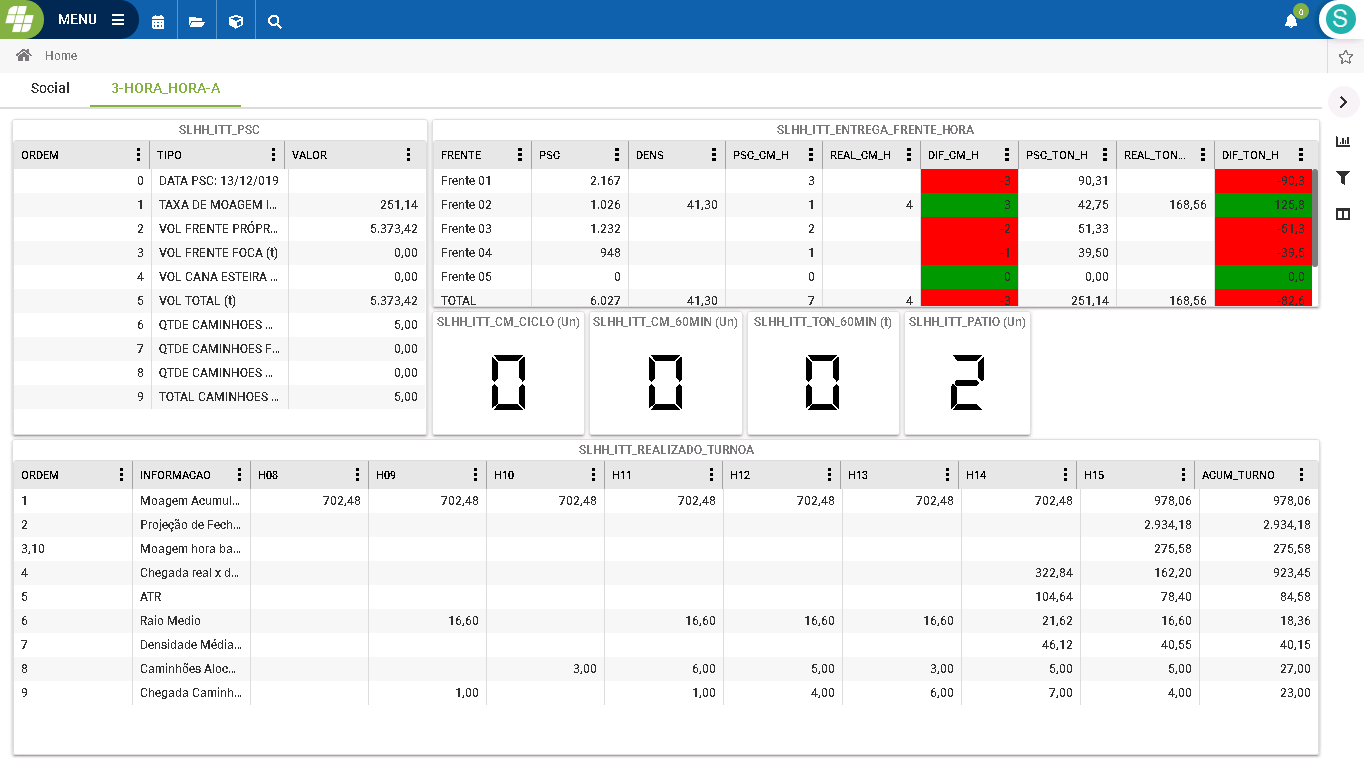 MENU
0
S
Home
Social 3-HORA_HORA-A
SLHH_ITT_PSC
ORDEM TIPO VALOR
0 DATA PSC: 13/12/019
1 TAXA DE MOAGEM I... 251,14
2 VOL FRENTE PRÓPR... 5.373,42
3 VOL FRENTE FOCA (t) 0,00
4 VOL CANA ESTEIRA ... 0,00
5 VOL TOTAL (t) 5.373,42
6 QTDE CAMINHOES ... 5,00
7 QTDE CAMINHOES F... 0,00
8 QTDE CAMINHOES ... 0,00
9 TOTAL CAMINHOES ... 5,00
SLHH_ITT_ENTREGA_FRENTE_HORA
FRENTE PSC DENS PSC_CM_H REAL_CM_H DIF_CM_H PSC_TON_H REAL_TON... DIF_TON_H
Frente 01 2.167 3 -3 90,31 -90,3
Frente 02 1.026 41,30 1 4 3 42,75 168,56 125,8
Frente 03 1.232 2 -2 51,33 -51,3
Frente 04 948 1 -1 39,50 -39,5
Frente 05 0 0 0 0,00 0,0
TOTAL 6.027 41,30 7 4 -3 251,14 168,56 -82,6
SLHH_ITT_CM_CICLO (Un)
0
SLHH_ITT_CM_60MIN (Un)
0
SLHH_ITT_TON_60MIN (t)
0
SLHH_ITT_PATIO (Un)
2
SLHH_ITT_REALIZADO_TURNOA
ORDEM INFORMACAO H08 H09 H10 H11 H12 H13 H14 H15 ACUM_TURNO
1 Moagem Acumul... 702,48 702,48 702,48 702,48 702,48 702,48 702,48 978,06 978,06
2 Projeção de Fech... 2.934,18 2.934,18
3,10 Moagem hora ba... 275,58 275,58
4 Chegada real x d... 322,84 162,20 923,45
5 ATR 104,64 78,40 84,58
6 Raio Medio 16,60 16,60 16,60 16,60 21,62 16,60 18,36
7 Densidade Média... 46,12 40,55 40,15
8 Caminhões Aloc... 3,00 6,00 5,00 3,00 5,00 5,00 27,00
9 Chegada Caminh... 1,00 1,00 4,00 6,00 7,00 4,00 23,00